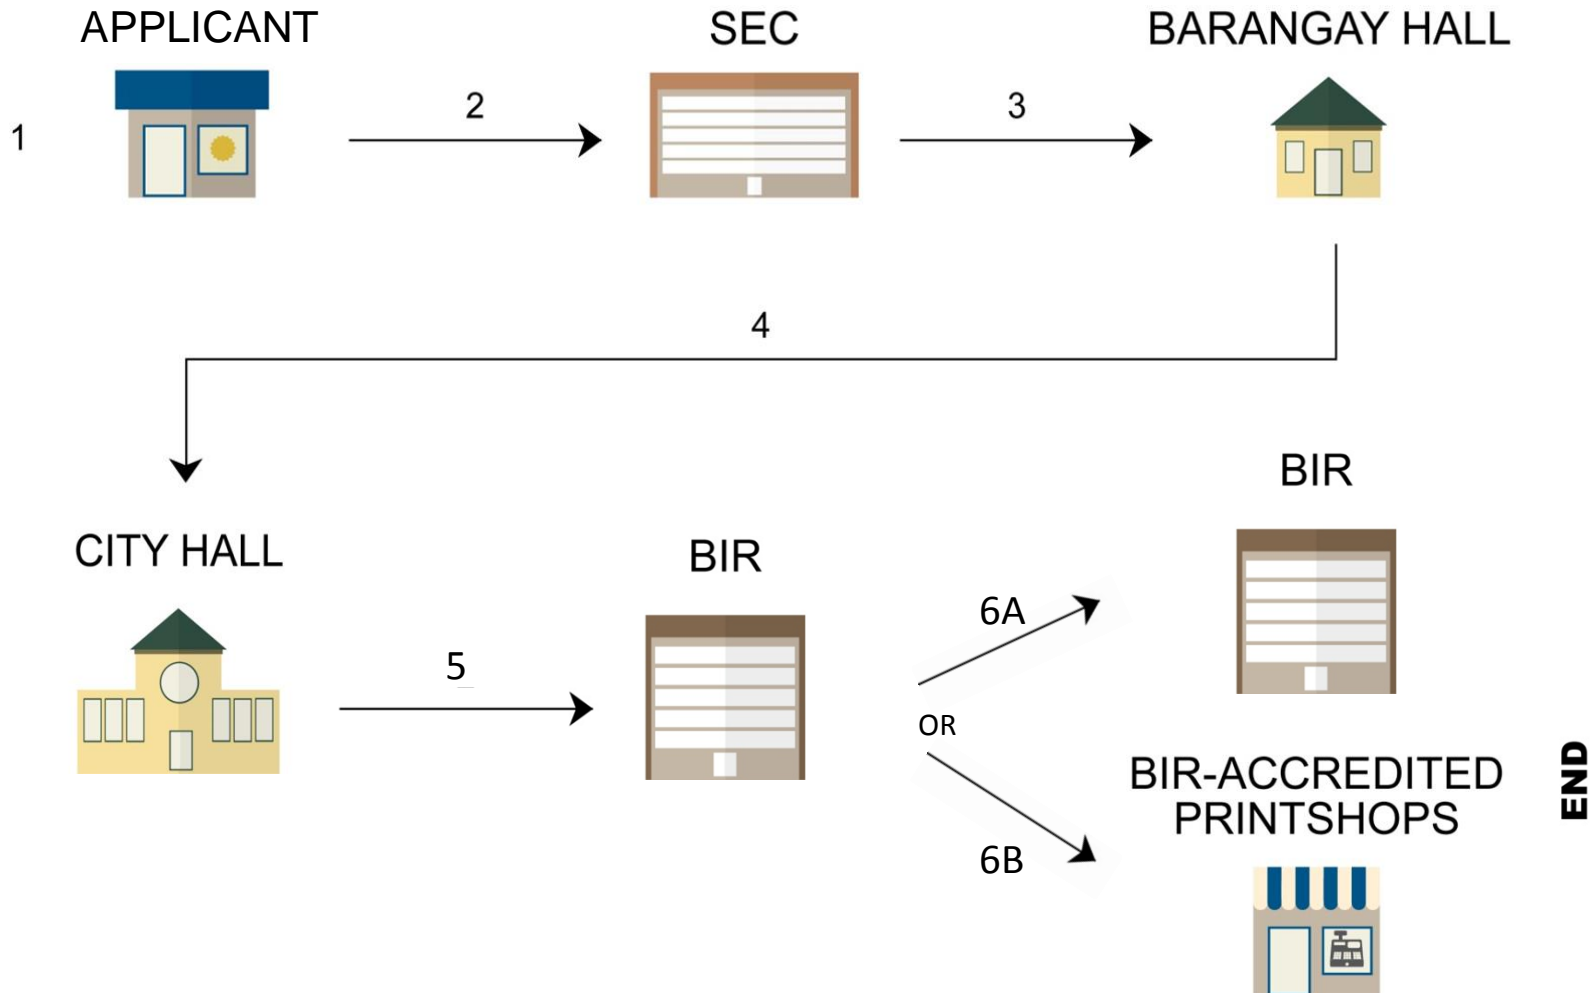 APPLICANT
SEC
BARANGAY HALL
1
2
3
4
CITY HALL
BIR
BIR
5
6A
OR
6B
BIR-ACCREDITED
PRINTSHOPS
END